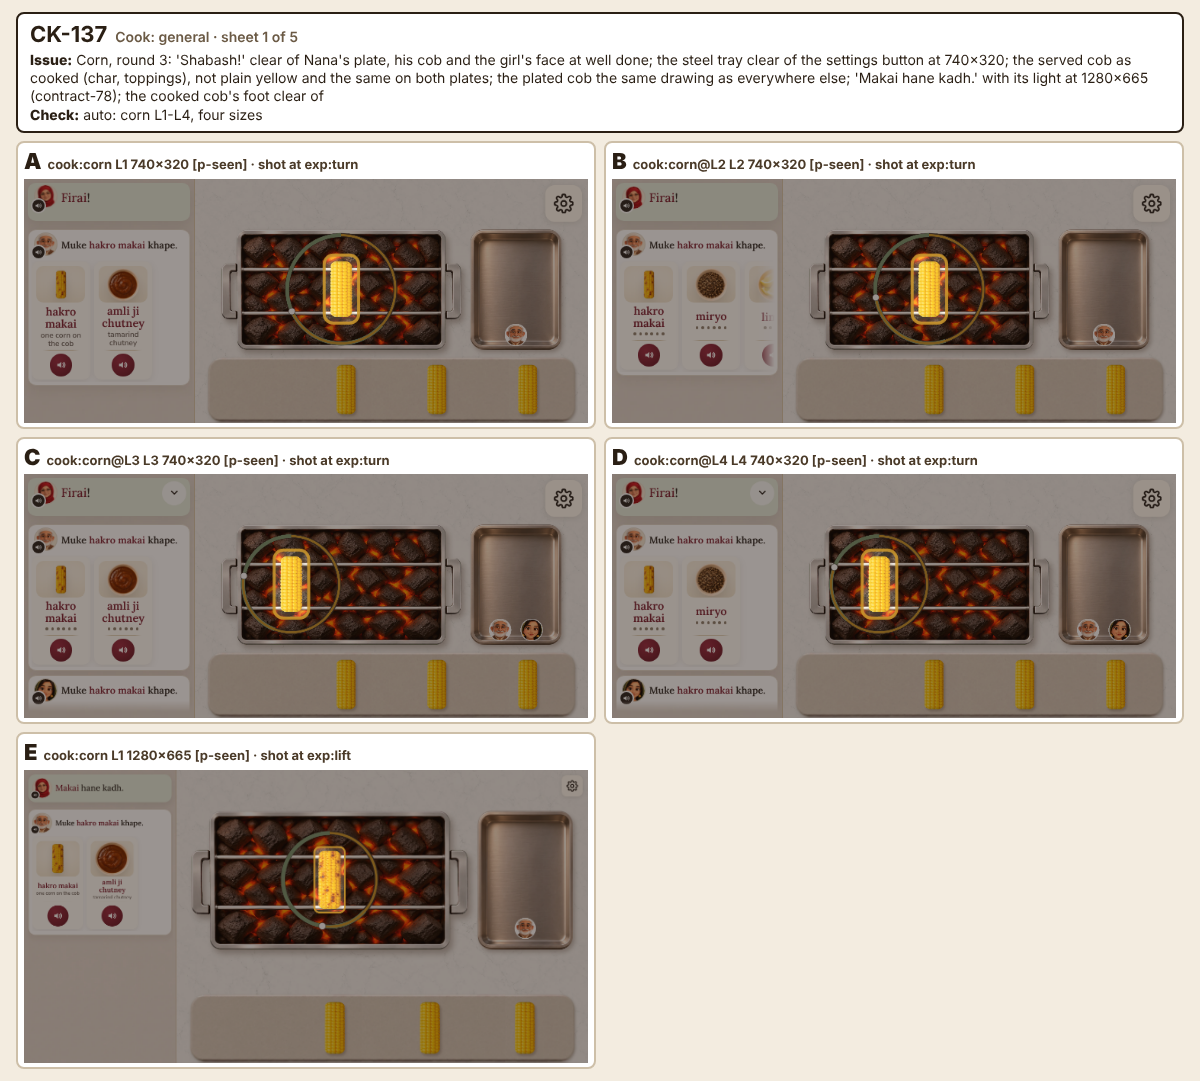 CK-137 Cook: general · sheet 1 of 5
Issue: Corn, round 3: 'Shabash!' clear of Nana's plate, his cob and the girl's face at well done; the steel tray clear of the settings button at 740×320; the served cob as
cooked (char, toppings), not plain yellow and the same on both plates; the plated cob the same drawing as everywhere else; 'Makai hane kadh.' with its light at 1280×665
(contract-78); the cooked cob's foot clear of
Check: auto: corn L1-L4, four sizes
A cook:corn L1 740×320 [p-seen] · shot at exp:turn
Firai!
Muke hakro makai khape.
hakro makai
one corn on the cob
amli ji chutney
tamarind chutney
B cook:corn@L2 L2 740×320 [p-seen] · shot at exp:turn
Firai!
Muke hakro makai khape.
hakro makai
miryo
C cook:corn@L3 L3 740×320 [p-seen] · shot at exp:turn
Firai!
Muke hakro makai khape.
hakro makai
amli ji chutney
Muke hakro makai khape.
D cook:corn@L4 L4 740×320 [p-seen] · shot at exp:turn
Firai!
Muke hakro makai khape.
hakro makai
miryo
Muke hakro makai khape.
E cook:corn L1 1280×665 [p-seen] · shot at exp:lift
Makai hane kadh.
Muke hakro makai khape.
hakro makai
one corn on the cob
amli ji chutney
tamarind chutney